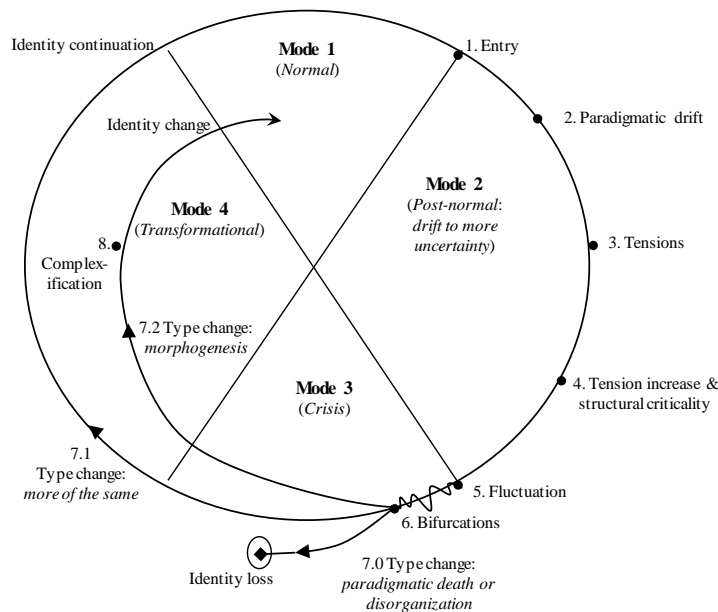 Identity continuation
Mode 1
(Normal)
1. Entry
Identity change
2. Paradigmatic drift
Mode 2
(Post-normal:
drift to more
uncertainty)
Mode 4
(Transformational)
8.
Complex-
ification
3. Tensions
7.2 Type change:
morphogenesis
Mode 3
(Crisis)
4. Tension increase &
structural criticality
7.1
Type change:
more of the same
5. Fluctuation
6. Bifurcations
Identity loss
7.0 Type change:
paradigmatic death or
disorganization